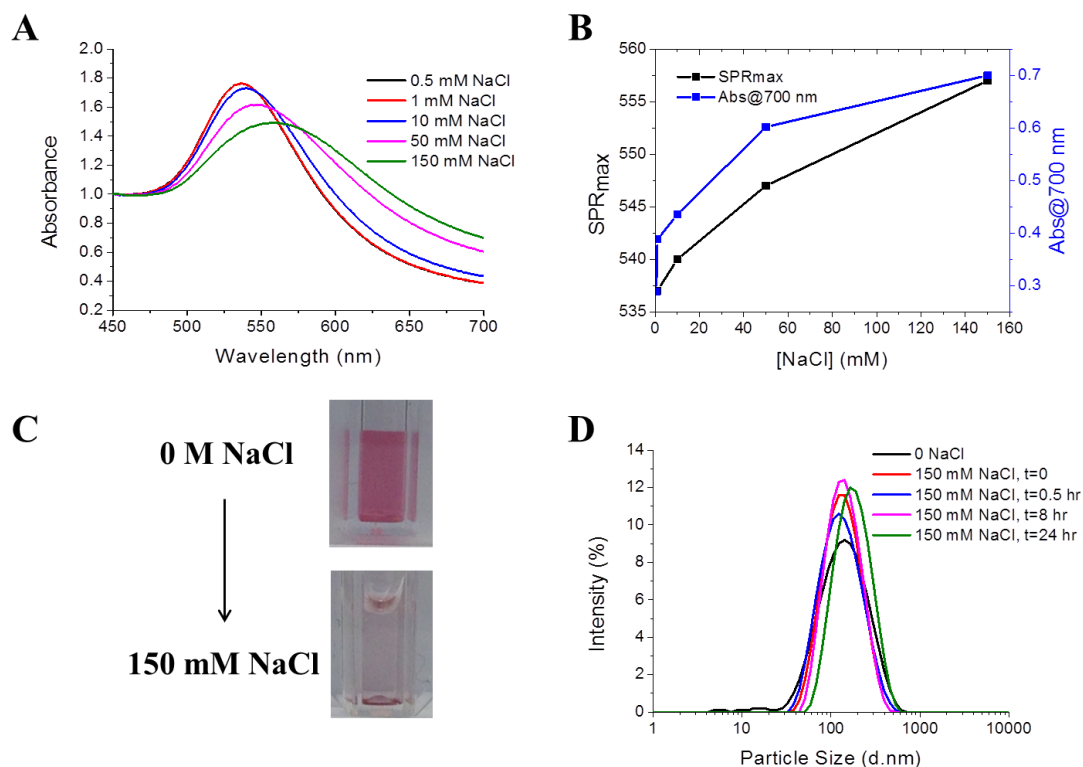 A
2.0
1.8
1.6
1.4
1.2
1.0
0.8
0.6
0.4
0.2
450 500 550 600 650 700
Absorbance
Wavelength (nm)
0.5 mM NaCl
1 mM NaCl
10 mM NaCl
50 mM NaCl
150 mM NaCl
B
560
555
550
545
540
535
0 20 40 60 80 100 120 140 160
0.7
0.6
0.5
0.4
0.3
SPRmax
[NaCl] (mM)
Abs@700 nm
SPRmax
Abs@700 nm
C
0 M NaCl
150 mM NaCl
D
14
12
10
8
6
4
2
0
1 10 100 1000 10000
Intensity (%)
Particle Size (d.nm)
0 NaCl
150 mM NaCl, t=0
150 mM NaCl, t=0.5 hr
150 mM NaCl, t=8 hr
150 mM NaCl, t=24 hr